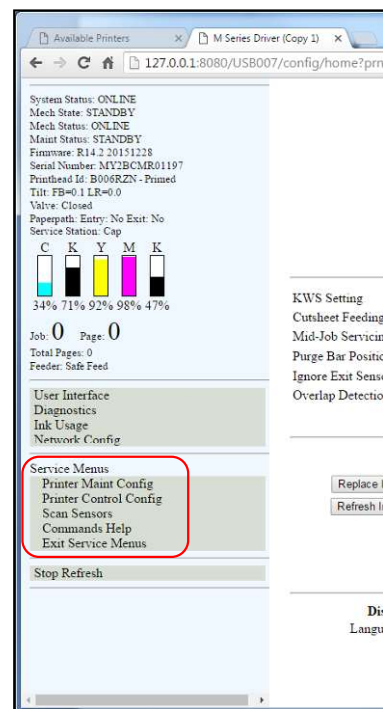 Available Printers
M Series Driver (Copy 1)
127.0.0.1:8080/USB007/config/home?prn
System Status: ONLINE
Mech State: STANDBY
Mech Status: ONLINE
Maint Status: STANDBY
Firmware: R14.2 20151228
Serial Number: MY2BCMR01197
Printhead Id: B006RZN - Primed
Tilt: FB=0.1 LR=0.0
Valve: Closed
Paperpath: Entry: No Exit: No
Service Station: Cap
C K Y M K
34% 71% 92% 98% 47%
Job: 0 Page: 0
Total Pages: 0
Feeder: Safe Feed
User Interface
Diagnostics
Ink Usage
Network Config
Service Menus
Printer Maint Config
Printer Control Config
Scan Sensors
Commands Help
Exit Service Menus
Stop Refresh
KWS Setting
Cutsheet Feeding
Mid-Job Servicin
Purge Bar Positio
Ignore Exit Senso
Overlap Detectio
Replace
Refresh I
Dis
Langu